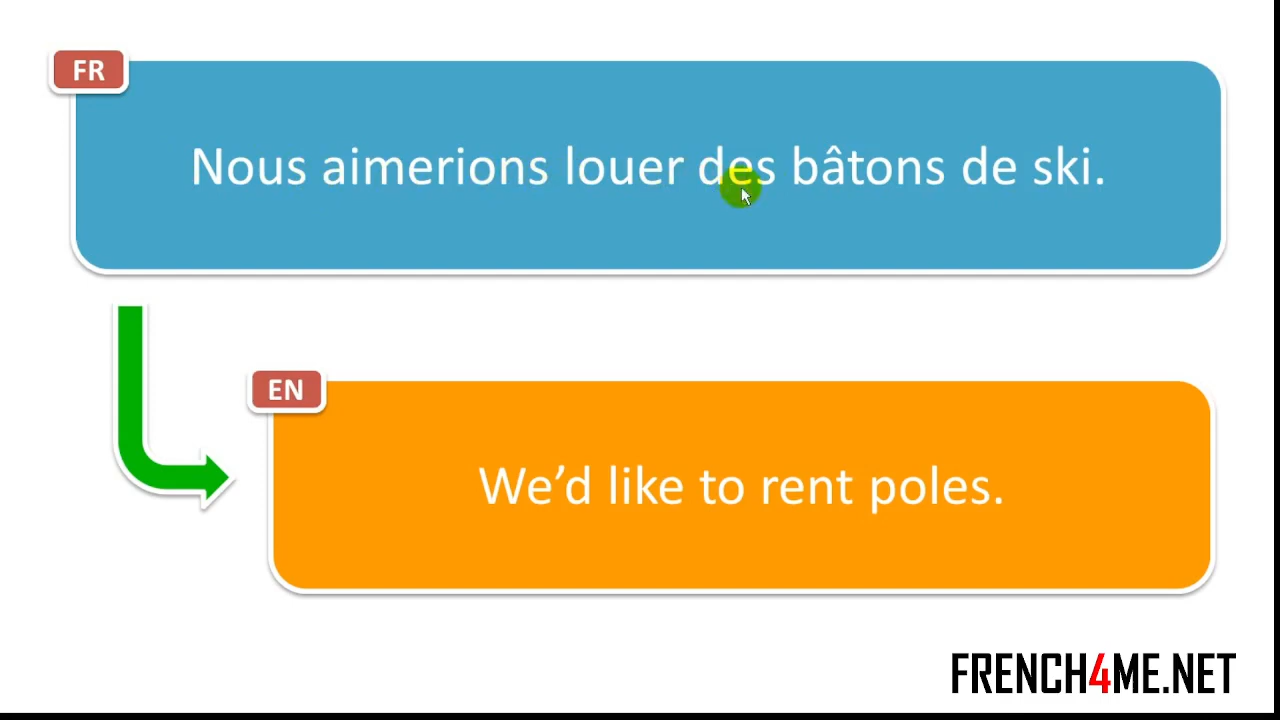 FR
Nous aimerions louer des bâtons de ski.
EN
We’d like to rent poles.
FRENCH4ME.NET